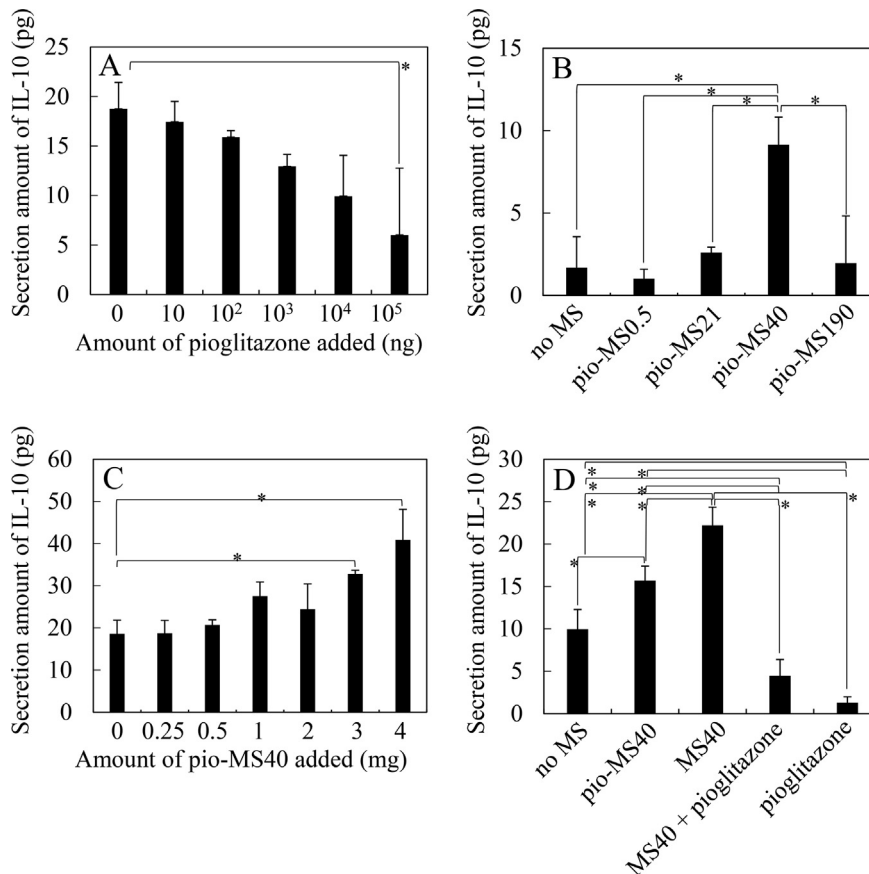 Secretion amount of IL-10 (pg)
A
*
25
20
15
10
5
0
0 10 10² 10³ 10⁴ 10⁵
Amount of pioglitazone added (ng)
Secretion amount of IL-10 (pg)
B
*
*
* *
15
10
5
0
no MS
pio-MS0.5
pio-MS21
pio-MS40
pio-MS190
Secretion amount of IL-10 (pg)
C
*
*
60
50
40
30
20
10
0
0 0.25 0.5 1 2 3 4
Amount of pio-MS40 added (mg)
Secretion amount of IL-10 (pg)
D
* *
* *
* * * *
*
30
25
20
15
10
5
0
no MS
pio-MS40
MS40
MS40 + pioglitazone
pioglitazone